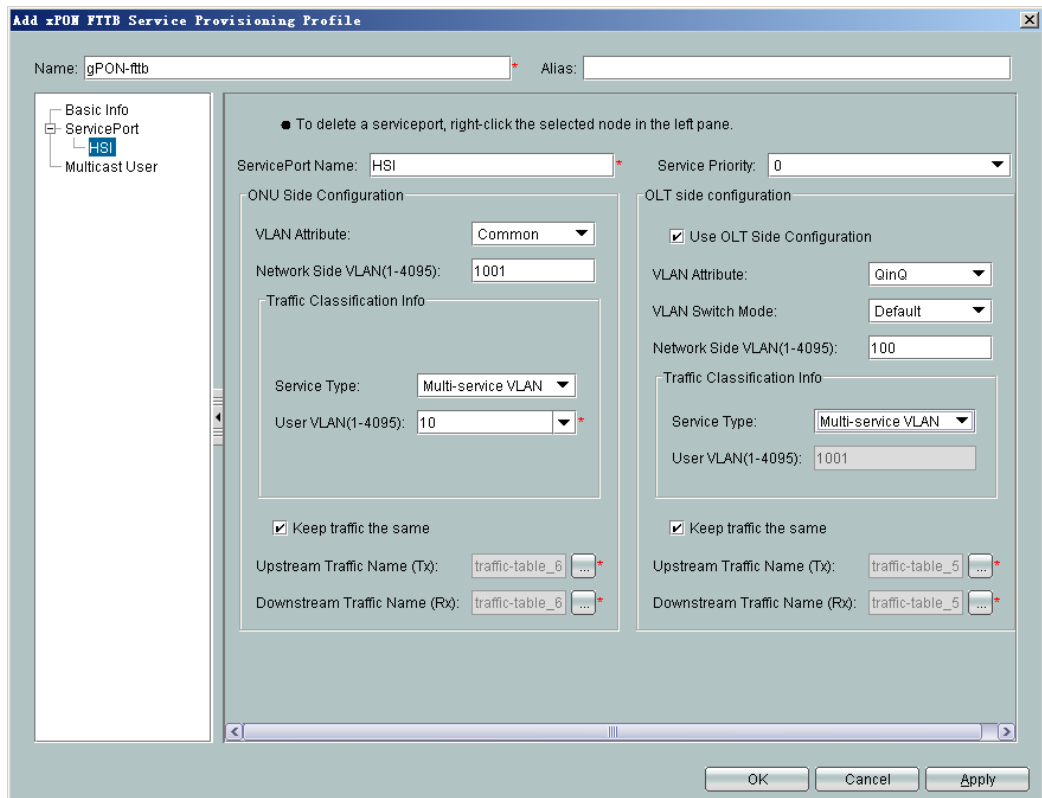 Add xPON FTTB Service Provisioning Profile
Name: gPON-fttb * Alias:
Basic Info
ServicePort
HSI
Multicast User
To delete a serviceport, right-click the selected node in the left pane.
ServicePort Name: HSI * Service Priority: 0
ONU Side Configuration
VLAN Attribute: Common
Network Side VLAN(1-4095): 1001
Traffic Classification Info
Service Type: Multi-service VLAN
User VLAN(1-4095): 10 *
Keep traffic the same
Upstream Traffic Name (Tx): traffic-table_6 ... *
Downstream Traffic Name (Rx): traffic-table_6 ... *
OLT side configuration
Use OLT Side Configuration
VLAN Attribute: QinQ
VLAN Switch Mode: Default
Network Side VLAN(1-4095): 100
Traffic Classification Info
Service Type: Multi-service VLAN
User VLAN(1-4095): 1001
Keep traffic the same
Upstream Traffic Name (Tx): traffic-table_5 ... *
Downstream Traffic Name (Rx): traffic-table_5 ... *
OK Cancel Apply